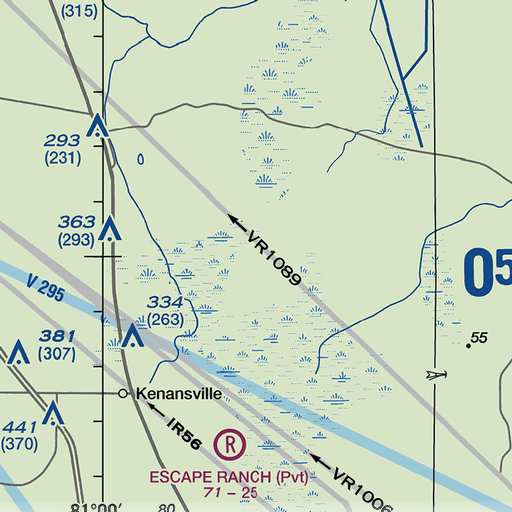 (315)
293
(231)
363
(293)
VR1089
05
V 295
334
(263)
381
(307)
55
Kenansville
IR56
441
(370)
R
ESCAPE RANCH (Pvt)
71 - 25
VR1006
81°00'
80